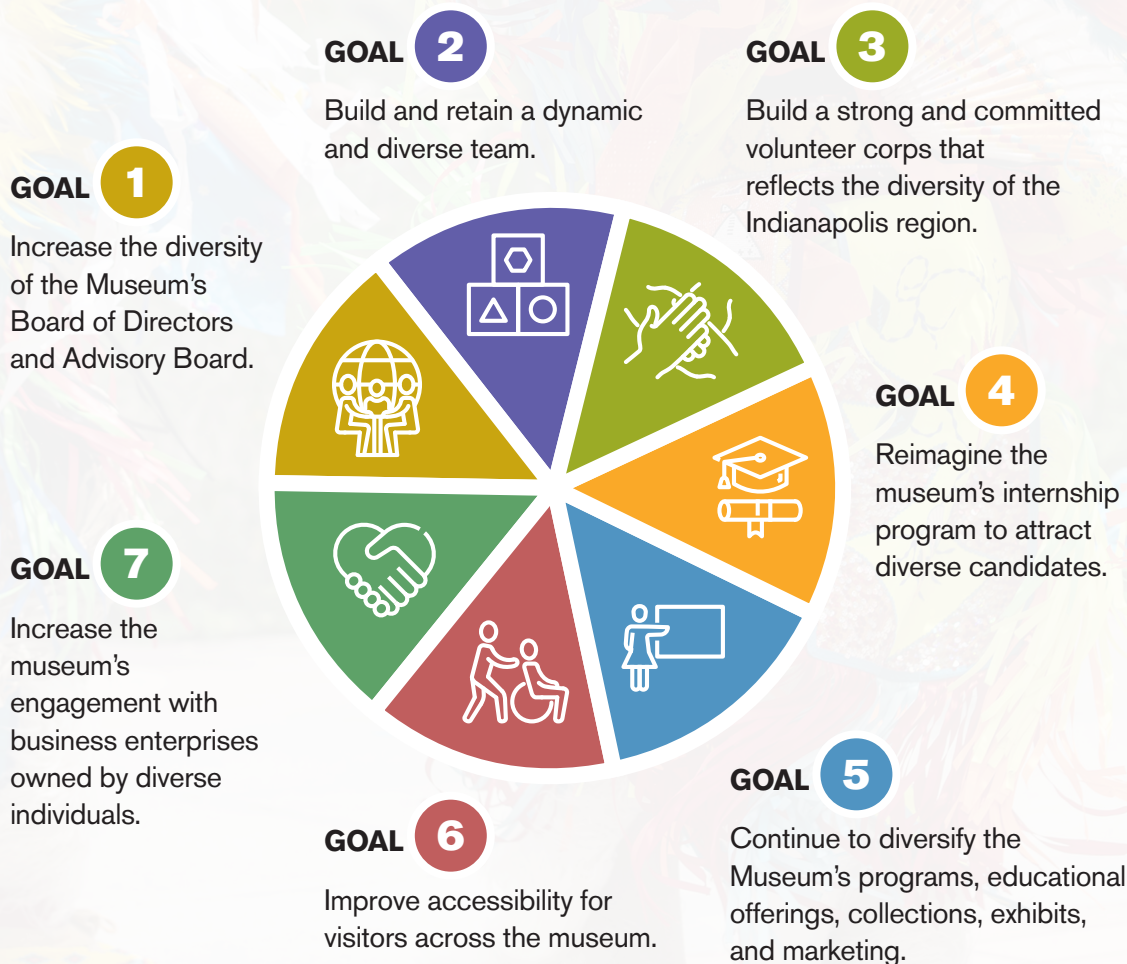 GOAL 1
Increase the diversity
of the Museum's
Board of Directors
and Advisory Board.
GOAL 2
Build and retain a dynamic
and diverse team.
GOAL 3
Build a strong and committed
volunteer corps that
reflects the diversity of the
Indianapolis region.
GOAL 4
Reimagine the
museum's internship
program to attract
diverse candidates.
GOAL 5
Continue to diversify the
Museum's programs, educational
offerings, collections, exhibits,
and marketing.
GOAL 6
Improve accessibility for
visitors across the museum.
GOAL 7
Increase the
museum's
engagement with
business enterprises
owned by diverse
individuals.